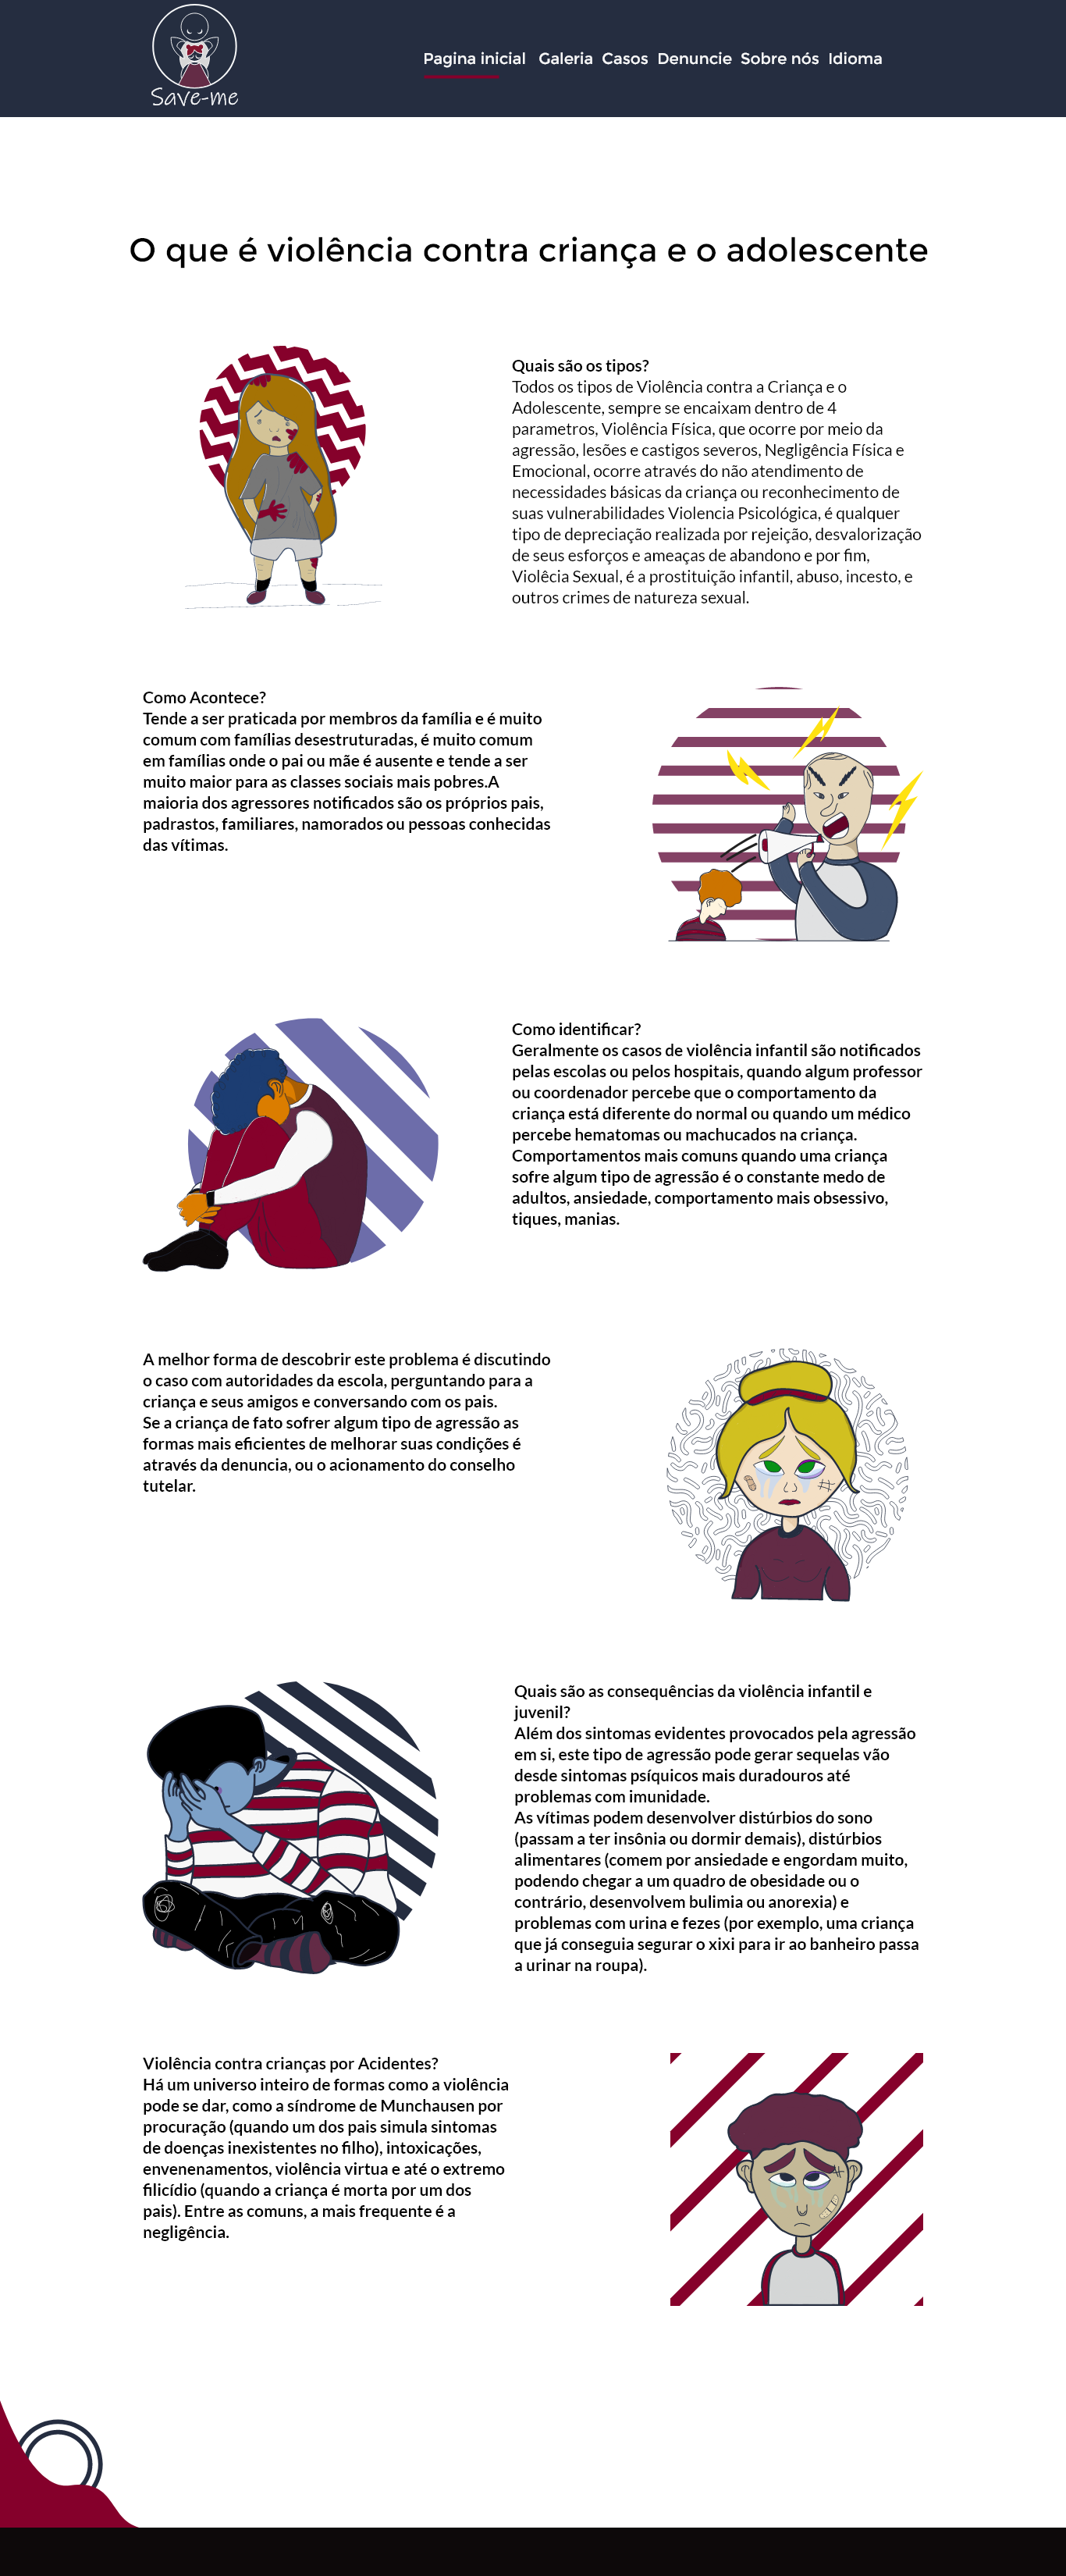 Save-me
Pagina inicial Galeria Casos Denuncie Sobre nós Idioma
O que é violência contra criança e o adolescente
Quais são os tipos?
Todos os tipos de Violência contra a Criança e o
Adolescente, sempre se encaixam dentro de 4
parametros, Violência Física, que ocorre por meio da
agressão, lesões e castigos severos, Negligência Física e
Emocional, ocorre através do não atendimento de
necessidades básicas da criança ou reconhecimento de
suas vulnerabilidades Violencia Psicológica, é qualquer
tipo de depreciação realizada por rejeição, desvalorização
de seus esforços e ameaças de abandono e por fim,
Violêcia Sexual, é a prostituição infantil, abuso, incesto, e
outros crimes de natureza sexual.
Como Acontece?
Tende a ser praticada por membros da família e é muito
comum com famílias desestruturadas, é muito comum
em famílias onde o pai ou mãe é ausente e tende a ser
muito maior para as classes sociais mais pobres.A
maioria dos agressores notificados são os próprios pais,
padrastos, familiares, namorados ou pessoas conhecidas
das vítimas.
Como identificar?
Geralmente os casos de violência infantil são notificados
pelas escolas ou pelos hospitais, quando algum professor
ou coordenador percebe que o comportamento da
criança está diferente do normal ou quando um médico
percebe hematomas ou machucados na criança.
Comportamentos mais comuns quando uma criança
sofre algum tipo de agressão é o constante medo de
adultos, ansiedade, comportamento mais obsessivo,
tiques, manias.
A melhor forma de descobrir este problema é discutindo
o caso com autoridades da escola, perguntando para a
criança e seus amigos e conversando com os pais.
Se a criança de fato sofrer algum tipo de agressão as
formas mais eficientes de melhorar suas condições é
através da denuncia, ou o acionamento do conselho
tutelar.
Quais são as consequências da violência infantil e
juvenil?
Além dos sintomas evidentes provocados pela agressão
em si, este tipo de agressão pode gerar sequelas vão
desde sintomas psíquicos mais duradouros até
problemas com imunidade.
As vítimas podem desenvolver distúrbios do sono
(passam a ter insônia ou dormir demais), distúrbios
alimentares (comem por ansiedade e engordam muito,
podendo chegar a um quadro de obesidade ou o
contrário, desenvolvem bulimia ou anorexia) e
problemas com urina e fezes (por exemplo, uma criança
que já conseguia segurar o xixi para ir ao banheiro passa
a urinar na roupa).
Violência contra crianças por Acidentes?
Há um universo inteiro de formas como a violência
pode se dar, como a síndrome de Munchausen por
procuração (quando um dos pais simula sintomas
de doenças inexistentes no filho), intoxicações,
envenenamentos, violência virtua e até o extremo
filicídio (quando a criança é morta por um dos
pais). Entre as comuns, a mais frequente é a
negligência.